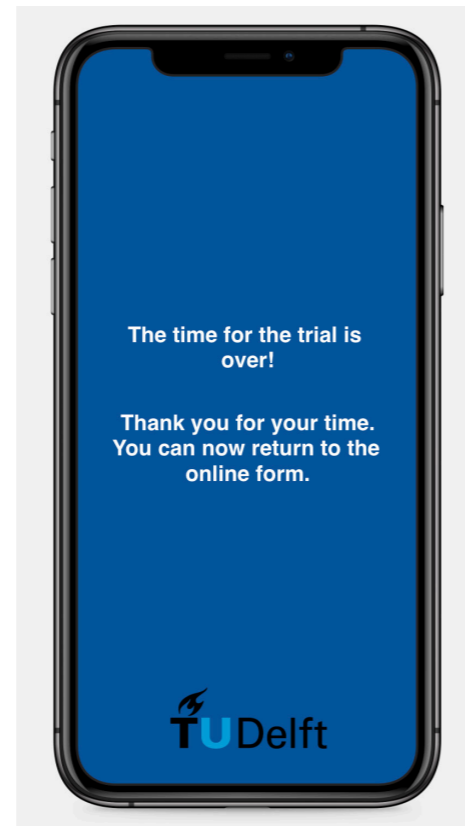 The time for the trial is
over!
Thank you for your time.
You can now return to the
online form.
TUDelft